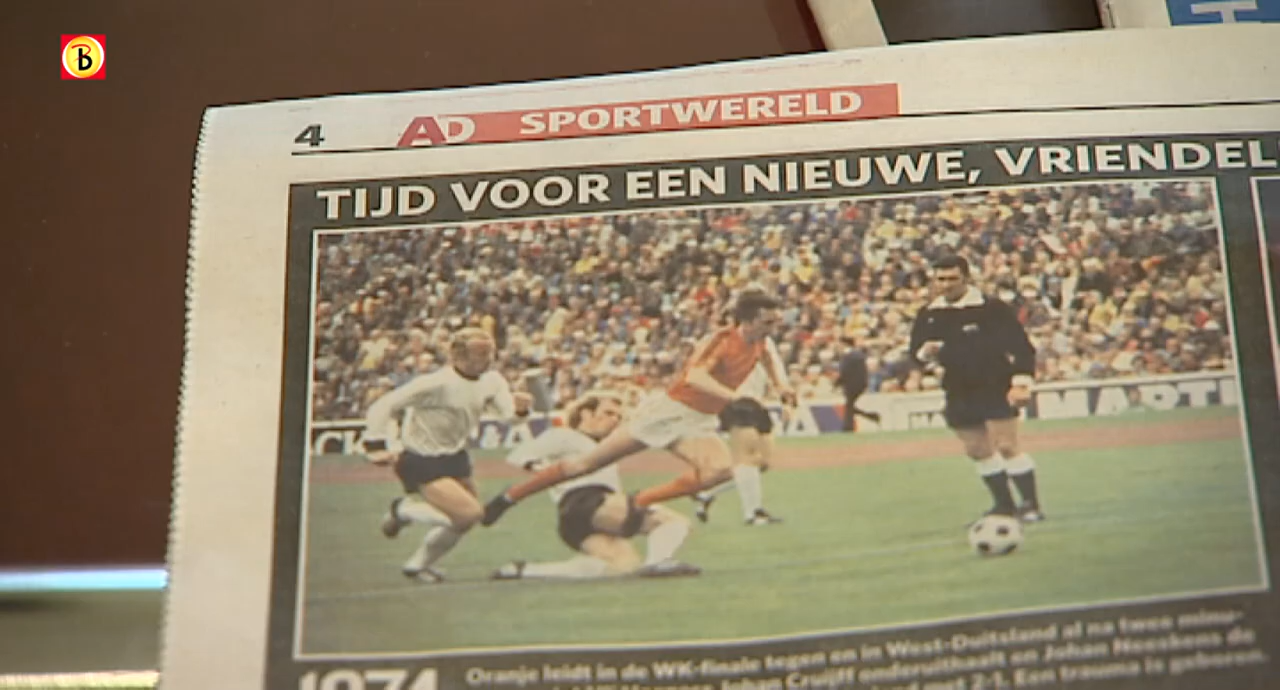 B
4 AD SPORTWERELD
TIJD VOOR EEN NIEUWE, VRIENDEL
MARTI
1974 Oranje leidt in de WK-finale tegen en in West-Duitsland al na twee minu-
Johan Cruijff onderuithaalt en Johan Neeskens de
met 2-1. Een trauma is geboren.